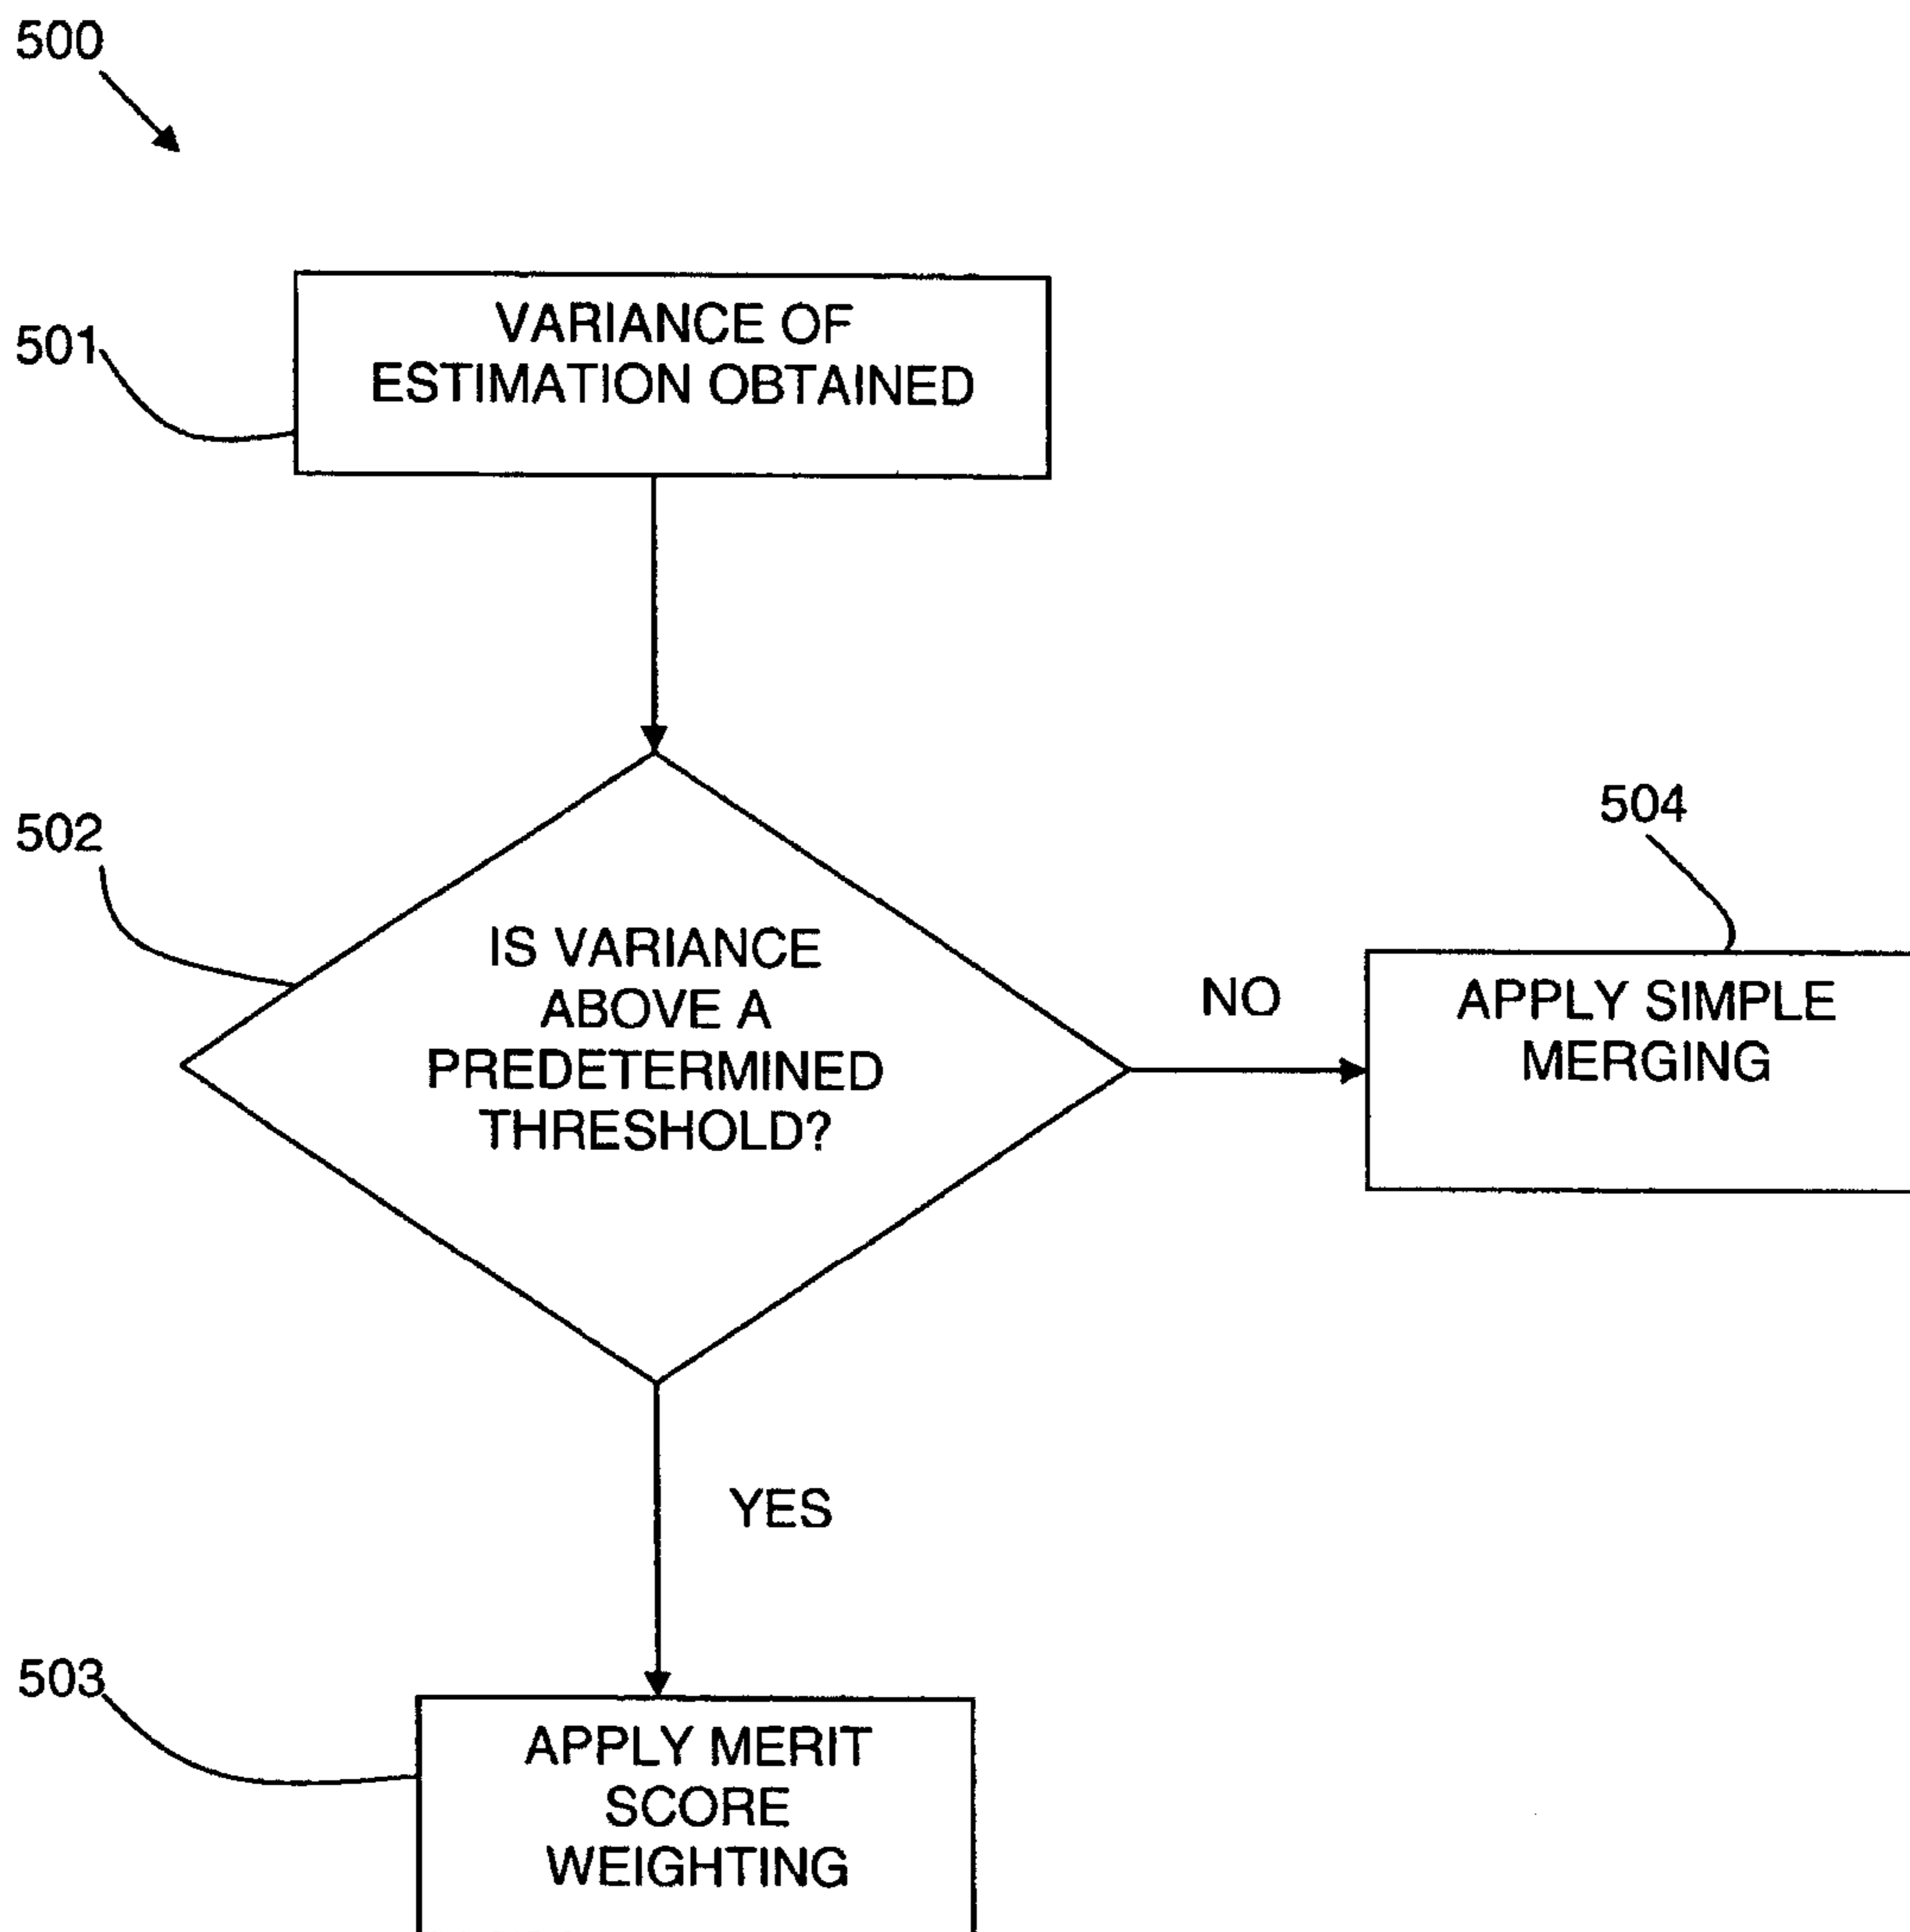 500
501
VARIANCE OF
ESTIMATION OBTAINED
502
504
IS VARIANCE
ABOVE A
PREDETERMINED
THRESHOLD?
NO
APPLY SIMPLE
MERGING
YES
503
APPLY MERIT
SCORE
WEIGHTING